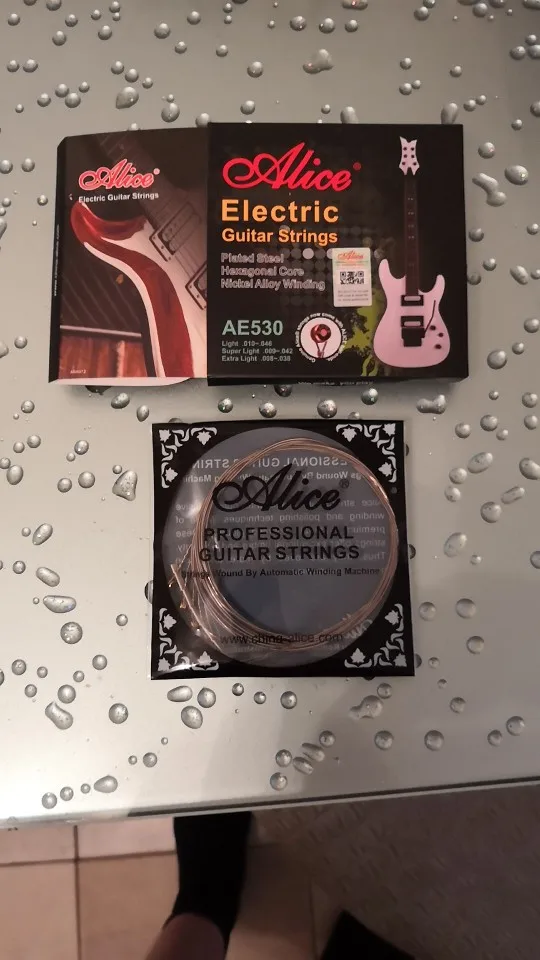 Alice®
Electric Guitar Strings
Alice®
Electric
Guitar Strings
Plated Steel
Hexagonal Core
Nickel Alloy Winding
Alice
AE530
Light .010~.046
Super Light .009~.042
Extra Light .008~.038
Alice®
PROFESSIONAL
GUITAR STRINGS
Strings Wound By Automatic Winding Machine
www.china-alice.com